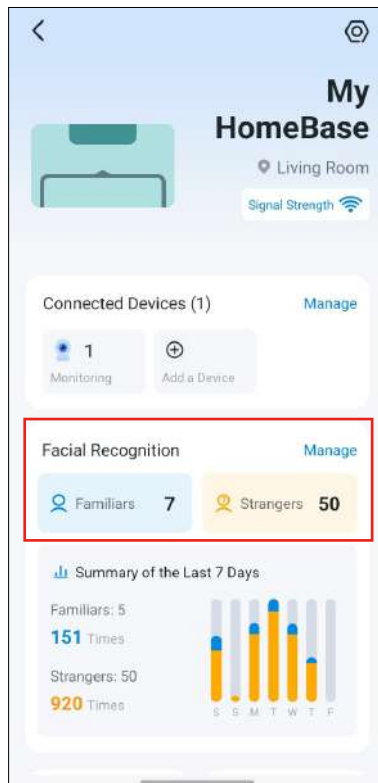 My
HomeBase
Living Room
Signal Strength
Connected Devices (1)
Manage
1
Monitoring
Add a Device
Facial Recognition
Manage
Familiars 7
Strangers 50
Summary of the Last 7 Days
Familiars: 5
151 Times
Strangers: 50
920 Times
S S M T W T F